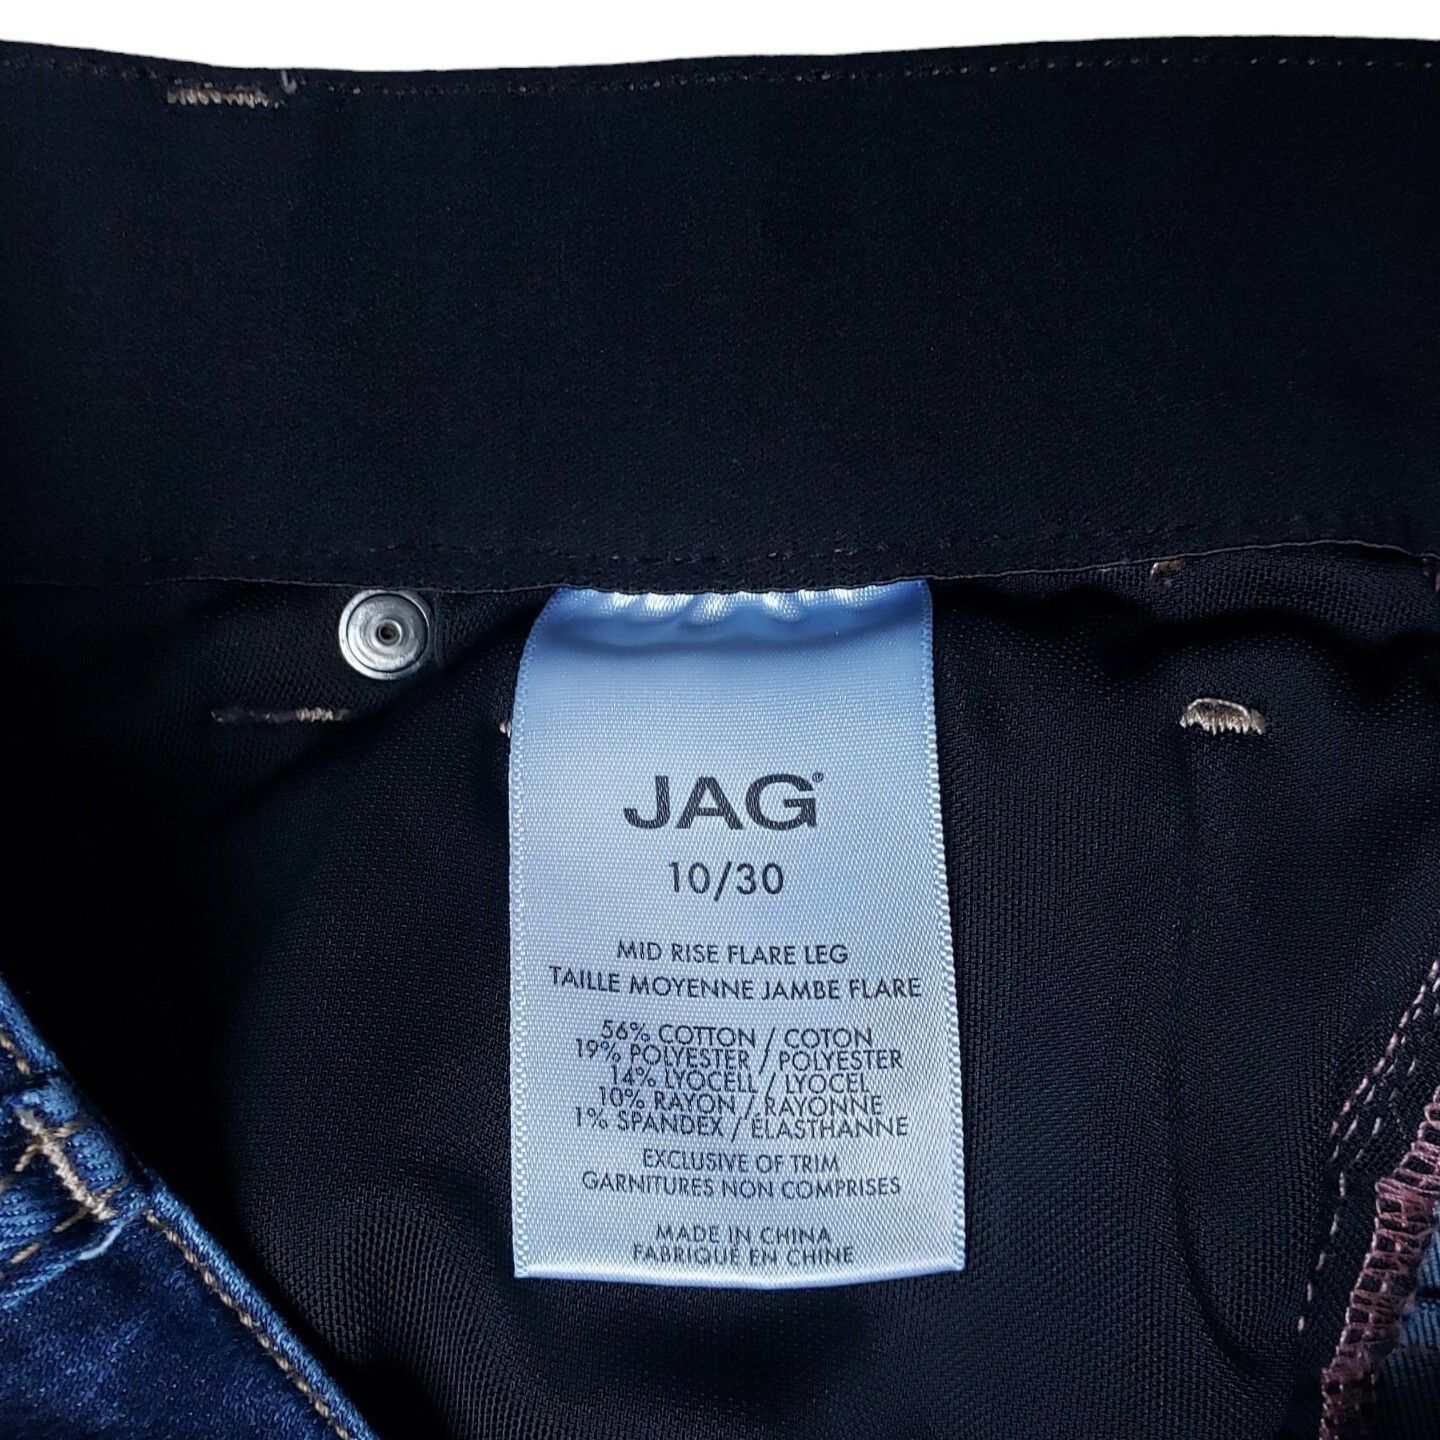 JAG®
10/30
MID RISE FLARE LEG
TAILLE MOYENNE JAMBE FLARE
56% COTTON / COTON
19% POLYESTER / POLYESTER
14% LYOCELL / LYOCEL
10% RAYON / RAYONNE
1% SPANDEX / ÉLASTHANNE
EXCLUSIVE OF TRIM
GARNITURES NON COMPRISES
MADE IN CHINA
FABRIQUÉ EN CHINE